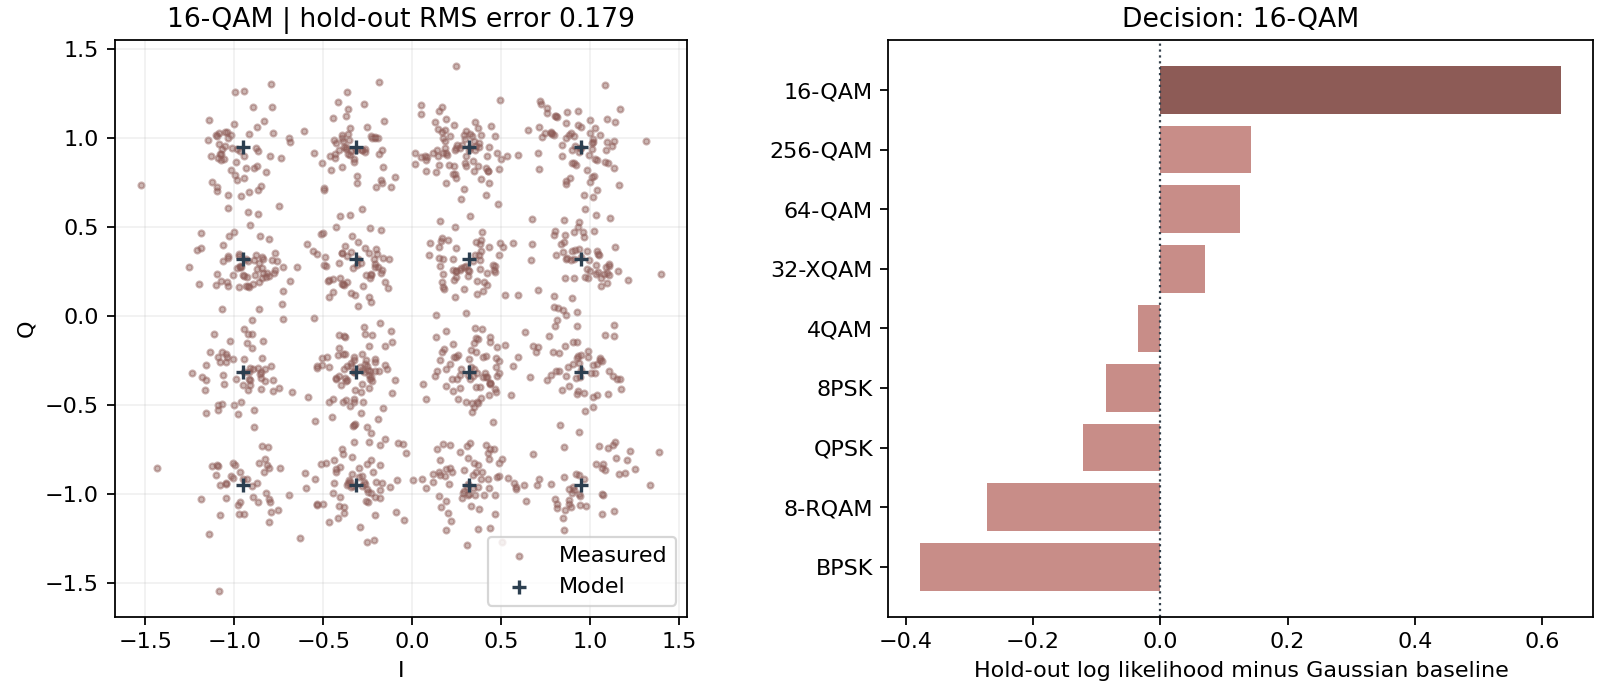 16-QAM | hold-out RMS error 0.179
1.5
1.0
0.5
0.0
−0.5
−1.0
−1.5
Q
Measured
Model
−1.5
−1.0
−0.5
0.0
0.5
1.0
1.5
I
Decision: 16-QAM
16-QAM
256-QAM
64-QAM
32-XQAM
4QAM
8PSK
QPSK
8-RQAM
BPSK
−0.4
−0.2
0.0
0.2
0.4
0.6
Hold-out log likelihood minus Gaussian baseline